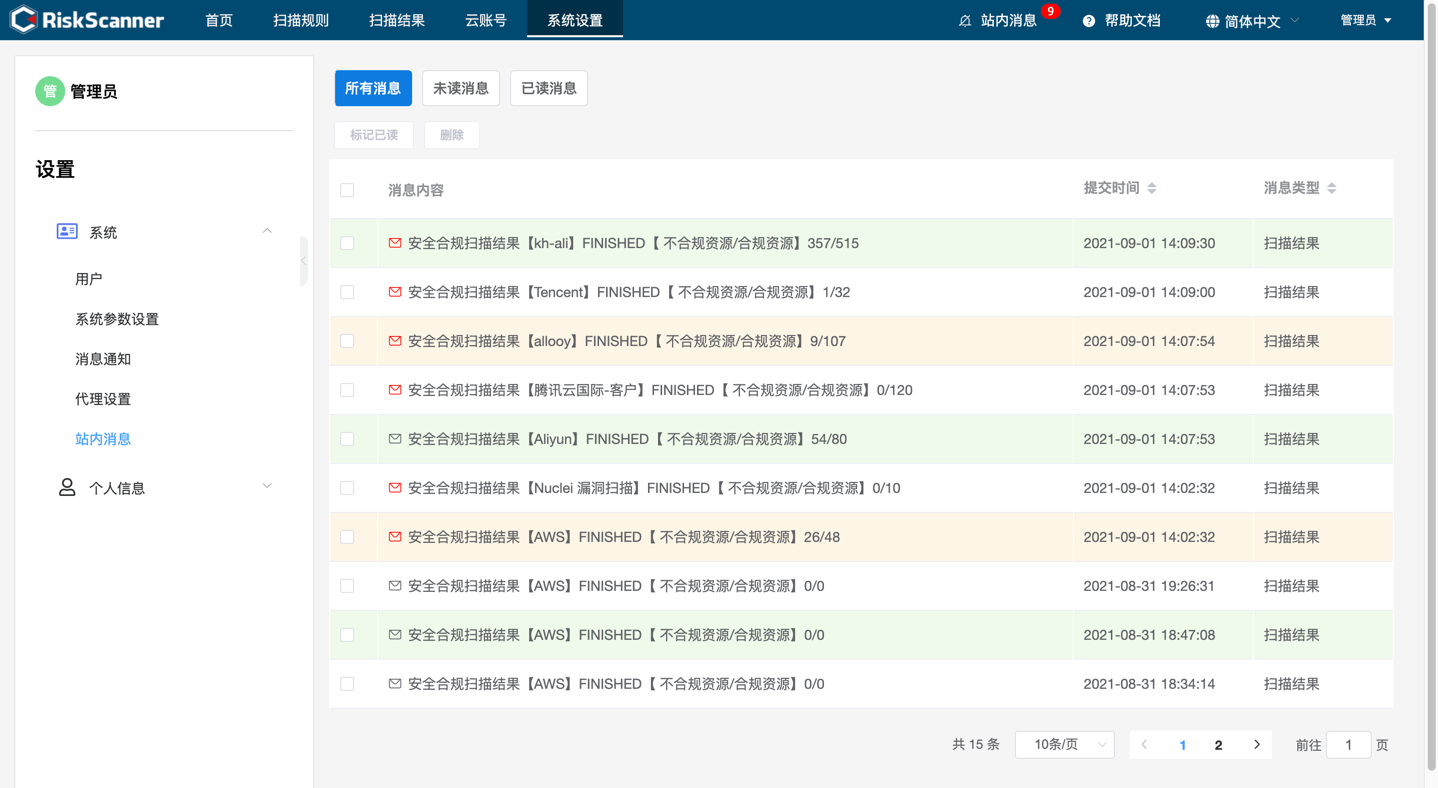 RiskScanner 首页 扫描规则 扫描结果 云账号 系统设置 站内消息 9 帮助文档 简体中文 管理员
管 管理员
设置
系统
用户
系统参数设置
消息通知
代理设置
站内消息
个人信息
所有消息 未读消息 已读消息
标记已读 删除
消息内容 提交时间 消息类型
安全合规扫描结果【kh-ali】FINISHED【 不合规资源/合规资源】357/515 2021-09-01 14:09:30 扫描结果
安全合规扫描结果【Tencent】FINISHED【 不合规资源/合规资源】1/32 2021-09-01 14:09:00 扫描结果
安全合规扫描结果【allooy】FINISHED【 不合规资源/合规资源】9/107 2021-09-01 14:07:54 扫描结果
安全合规扫描结果【腾讯云国际-客户】FINISHED【 不合规资源/合规资源】0/120 2021-09-01 14:07:53 扫描结果
安全合规扫描结果【Aliyun】FINISHED【 不合规资源/合规资源】54/80 2021-09-01 14:07:53 扫描结果
安全合规扫描结果【Nuclei 漏洞扫描】FINISHED【 不合规资源/合规资源】0/10 2021-09-01 14:02:32 扫描结果
安全合规扫描结果【AWS】FINISHED【 不合规资源/合规资源】26/48 2021-09-01 14:02:32 扫描结果
安全合规扫描结果【AWS】FINISHED【 不合规资源/合规资源】0/0 2021-08-31 19:26:31 扫描结果
安全合规扫描结果【AWS】FINISHED【 不合规资源/合规资源】0/0 2021-08-31 18:47:08 扫描结果
安全合规扫描结果【AWS】FINISHED【 不合规资源/合规资源】0/0 2021-08-31 18:34:14 扫描结果
共 15 条 10条/页 1 2 前往 1 页